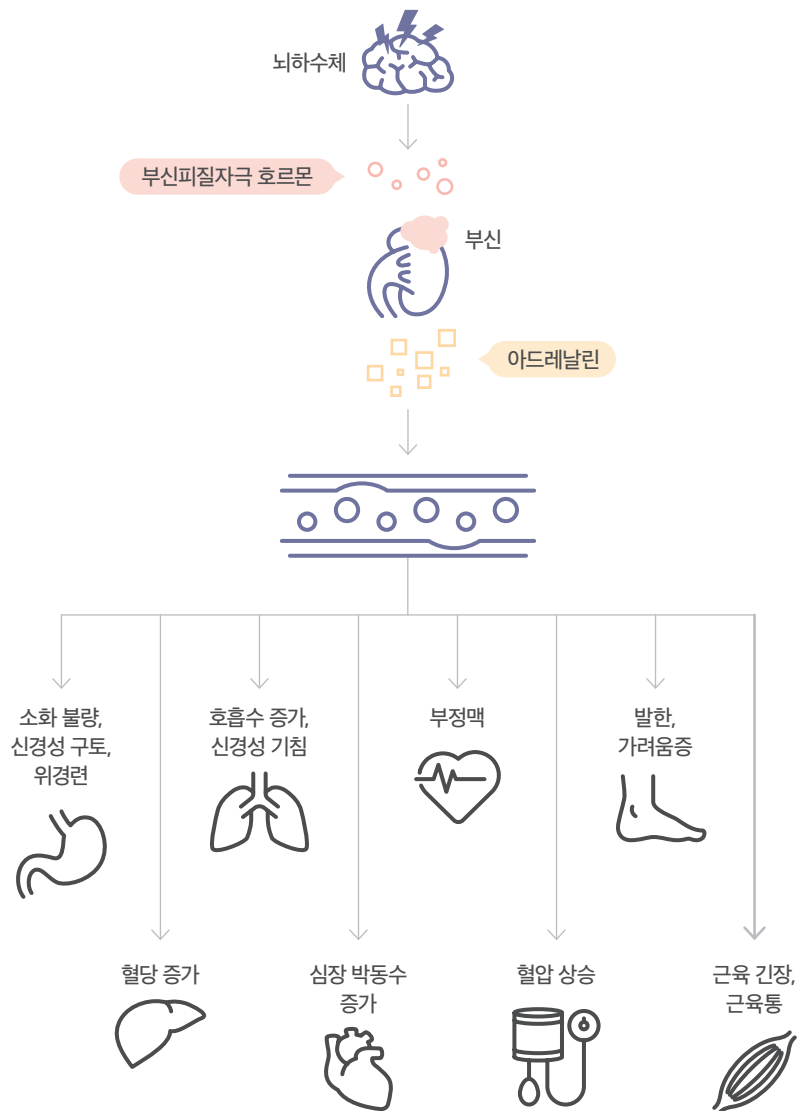 뇌하수체
부신피질자극 호르몬
부신
아드레날린
소화 불량,
신경성 구토,
위경련
호흡수 증가,
신경성 기침
부정맥
발한,
가려움증
혈당 증가
심장 박동수
증가
혈압 상승
근육 긴장,
근육통